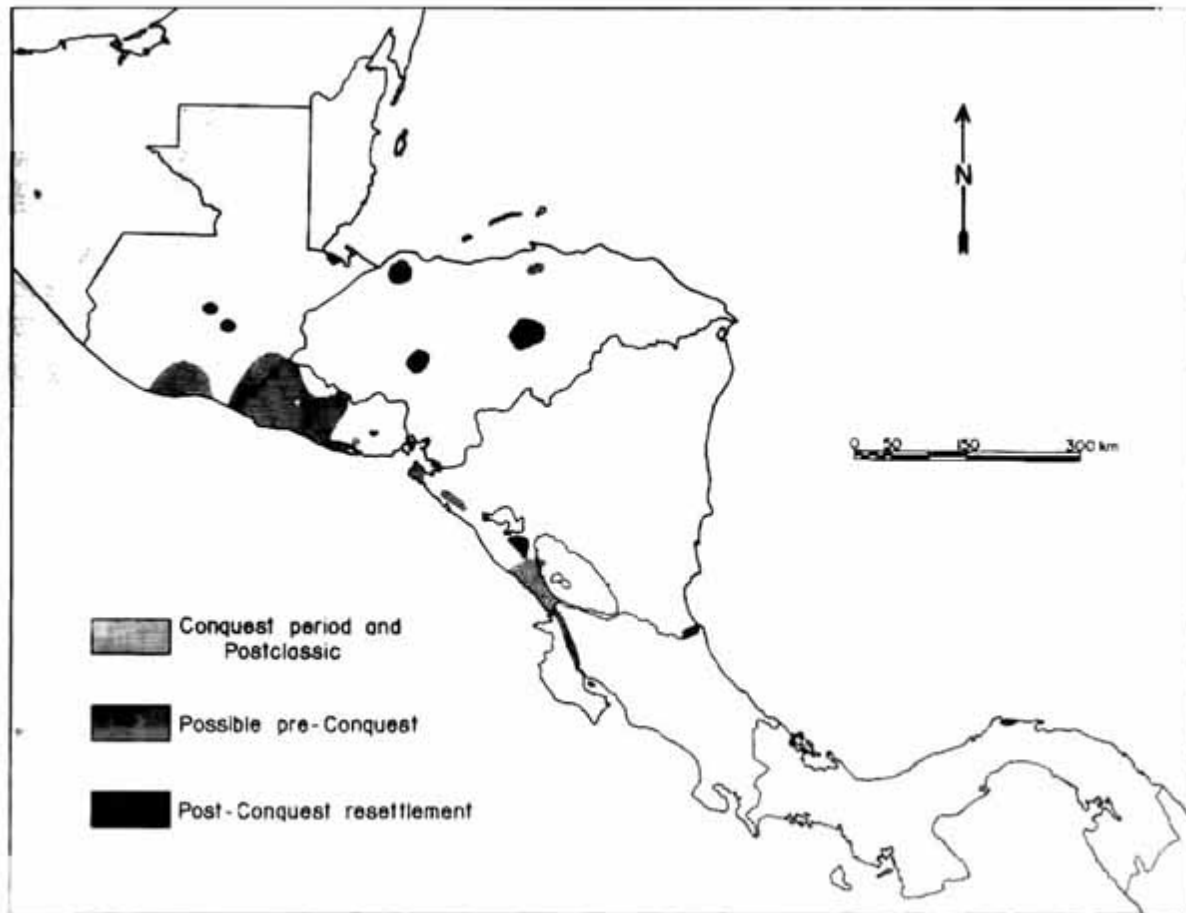 N
0 50 150 300 km
Conquest period and
Postclassic
Possible pre-Conquest
Post-Conquest resettlement